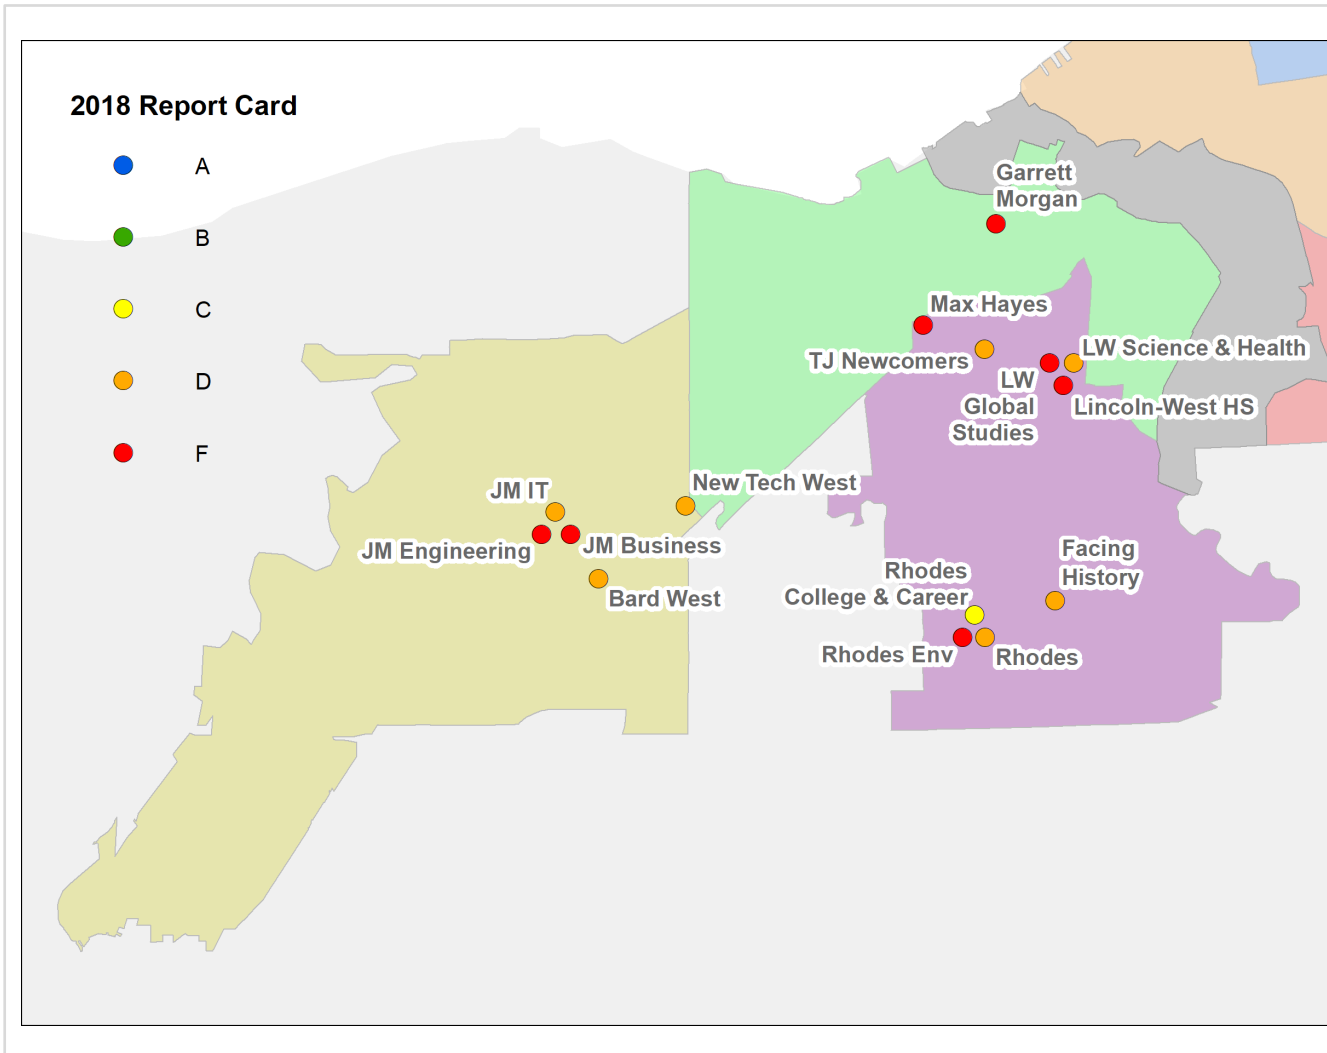 2018 Report Card
A
B
C
D
F
Garrett
Morgan
Max Hayes
TJ Newcomers
LW Science & Health
LW
Global
Studies
Lincoln-West HS
New Tech West
JM IT
JM Engineering
JM Business
Bard West
Facing
History
Rhodes
College & Career
Rhodes Env
Rhodes